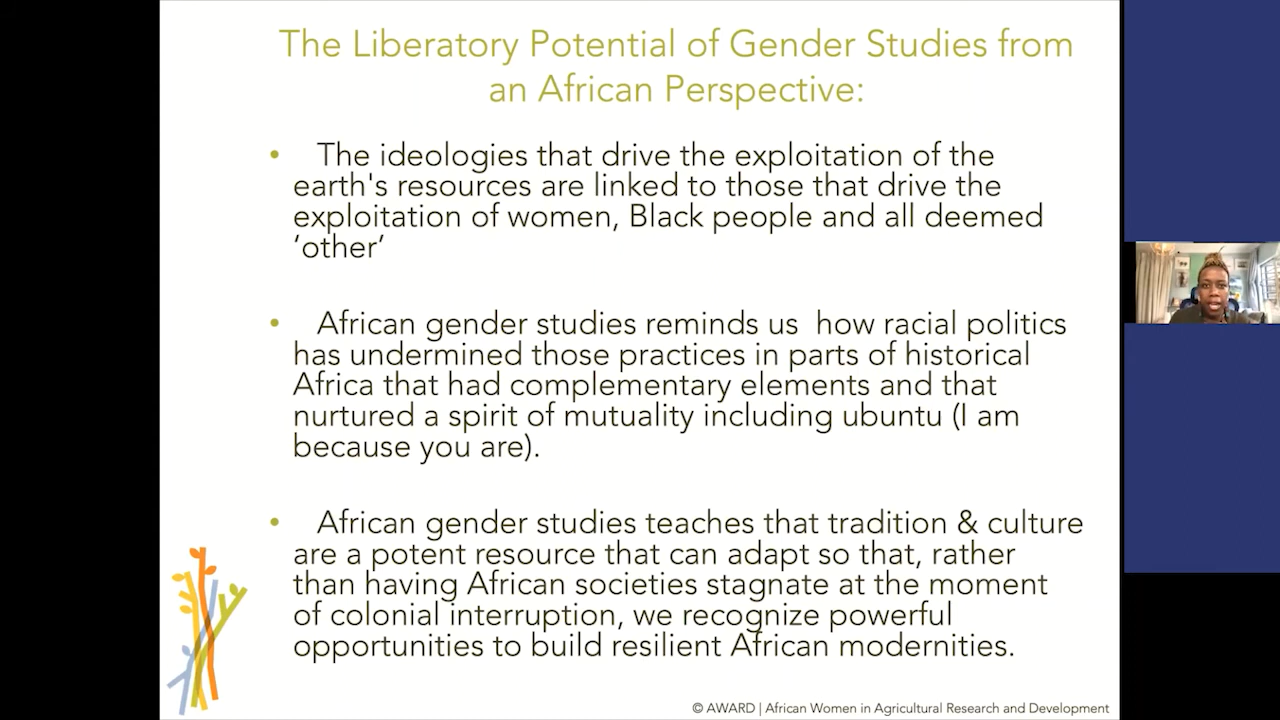 The Liberatory Potential of Gender Studies from
an African Perspective:
• The ideologies that drive the exploitation of the
earth's resources are linked to those that drive the
exploitation of women, Black people and all deemed
‘other’
• African gender studies reminds us how racial politics
has undermined those practices in parts of historical
Africa that had complementary elements and that
nurtured a spirit of mutuality including ubuntu (I am
because you are).
• African gender studies teaches that tradition & culture
are a potent resource that can adapt so that, rather
than having African societies stagnate at the moment
of colonial interruption, we recognize powerful
opportunities to build resilient African modernities.
© AWARD | African Women in Agricultural Research and Development